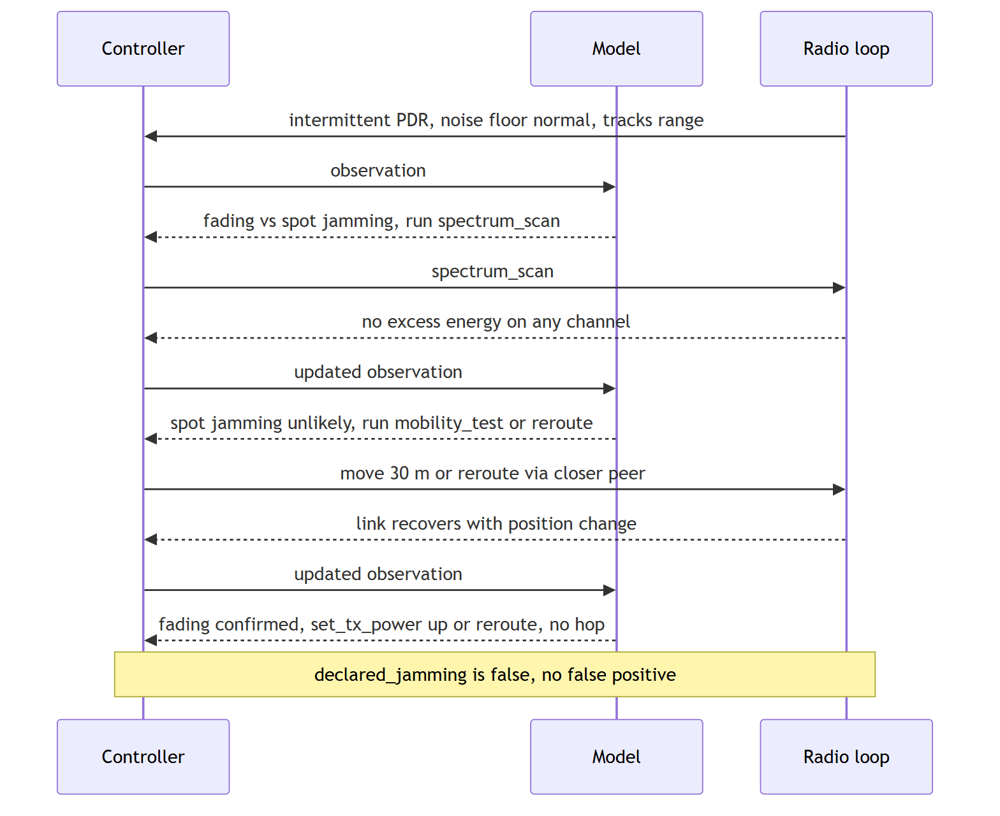 Controller
Model
Radio loop
intermittent PDR, noise floor normal, tracks range
observation
fading vs spot jamming, run spectrum_scan
spectrum_scan
no excess energy on any channel
updated observation
spot jamming unlikely, run mobility_test or reroute
move 30 m or reroute via closer peer
link recovers with position change
updated observation
fading confirmed, set_tx_power up or reroute, no hop
declared_jamming is false, no false positive
Controller
Model
Radio loop